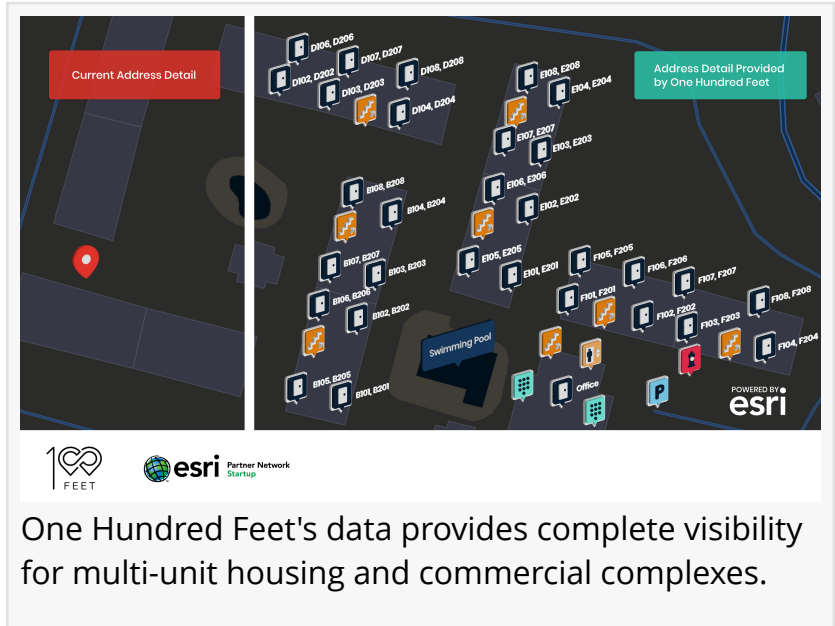 Current Address Detail
Address Detail Provided
by One Hundred Feet
D106, D206
D107, D207
D108, D208
D102, D202
D103, D203
D104, D204
E108, E208
E104, E204
E107, E207
E103, E203
E106, E206
E102, E202
E105, E205
E101, E201
B108, B208
B104, B204
B107, B207
B103, B203
B106, B206
B102, B202
B105, B205
B101, B201
F105, F205
F106, F206
F107, F207
F108, F208
F101, F201
F102, F202
F103, F203
F104, F204
Swimming Pool
Office
P
POWERED BY
esri
100
FEET
esri Partner Network
Startup
One Hundred Feet's data provides complete visibility
for multi-unit housing and commercial complexes.